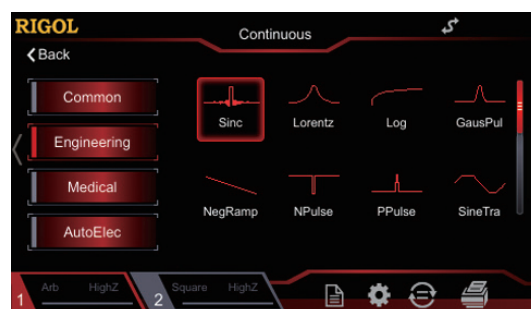 RIGOL
Continuous
Back
Common
Engineering
Medical
AutoElec
Sinc
Lorentz
Log
GausPul
NegRamp
NPulse
PPulse
SineTra
1
Arb HighZ
2
Square HighZ